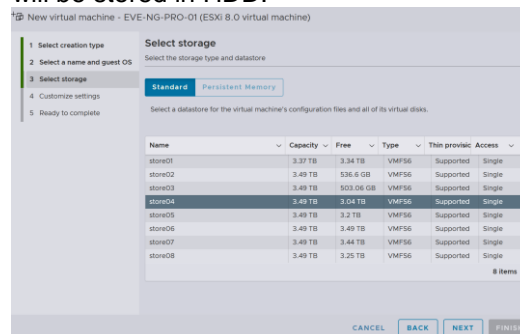 will be stored in HDD.
New virtual machine - EVE-NG-PRO-01 (ESXi 8.0 virtual machine)
1 Select creation type
2 Select a name and guest OS
3 Select storage
4 Customize settings
5 Ready to complete
Select storage
Select the storage type and datastore
Standard Persistent Memory
Select a datastore for the virtual machine's configuration files and all of its virtual disks.
Name Capacity Free Type Thin provisic Access
store01 3.37 TB 3.34 TB VMFS6 Supported Single
store02 3.49 TB 536.6 GB VMFS6 Supported Single
store03 3.49 TB 503.06 GB VMFS6 Supported Single
store04 3.49 TB 3.04 TB VMFS6 Supported Single
store05 3.49 TB 3.2 TB VMFS6 Supported Single
store06 3.49 TB 3.49 TB VMFS6 Supported Single
store07 3.49 TB 3.44 TB VMFS6 Supported Single
store08 3.49 TB 3.25 TB VMFS6 Supported Single
8 items
CANCEL BACK NEXT FINIS